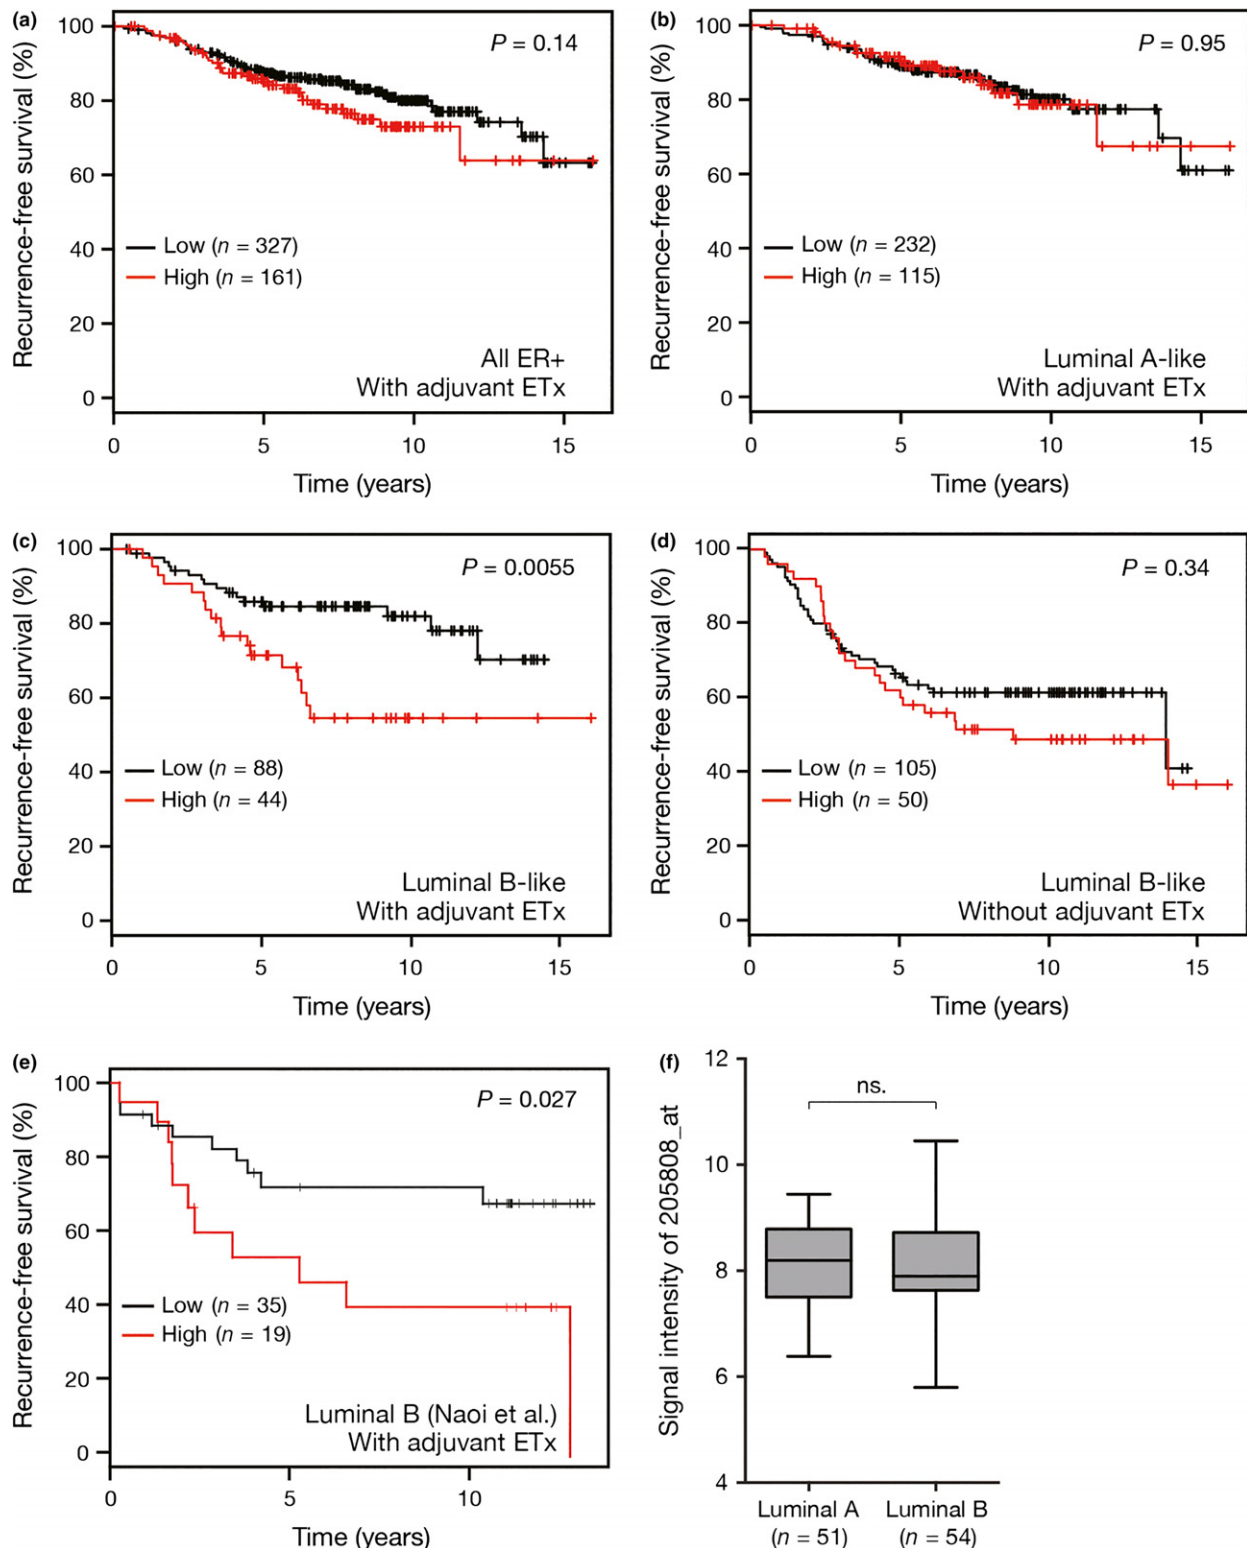 (a)
Recurrence-free survival (%)
100
80
60
40
20
0
P = 0.14
Low (n = 327)
High (n = 161)
All ER+
With adjuvant ETx
0 5 10 15
Time (years)
(b)
Recurrence-free survival (%)
100
80
60
40
20
0
P = 0.95
Low (n = 232)
High (n = 115)
Luminal A-like
With adjuvant ETx
0 5 10 15
Time (years)
(c)
Recurrence-free survival (%)
100
80
60
40
20
0
P = 0.0055
Low (n = 88)
High (n = 44)
Luminal B-like
With adjuvant ETx
0 5 10 15
Time (years)
(d)
Recurrence-free survival (%)
100
80
60
40
20
0
P = 0.34
Low (n = 105)
High (n = 50)
Luminal B-like
Without adjuvant ETx
0 5 10 15
Time (years)
(e)
Recurrence-free survival (%)
100
80
60
40
20
0
P = 0.027
Low (n = 35)
High (n = 19)
Luminal B (Naoi et al.)
With adjuvant ETx
0 5 10
Time (years)
(f)
Signal intensity of 205808_at
12
10
8
6
4
ns.
Luminal A Luminal B
(n = 51) (n = 54)